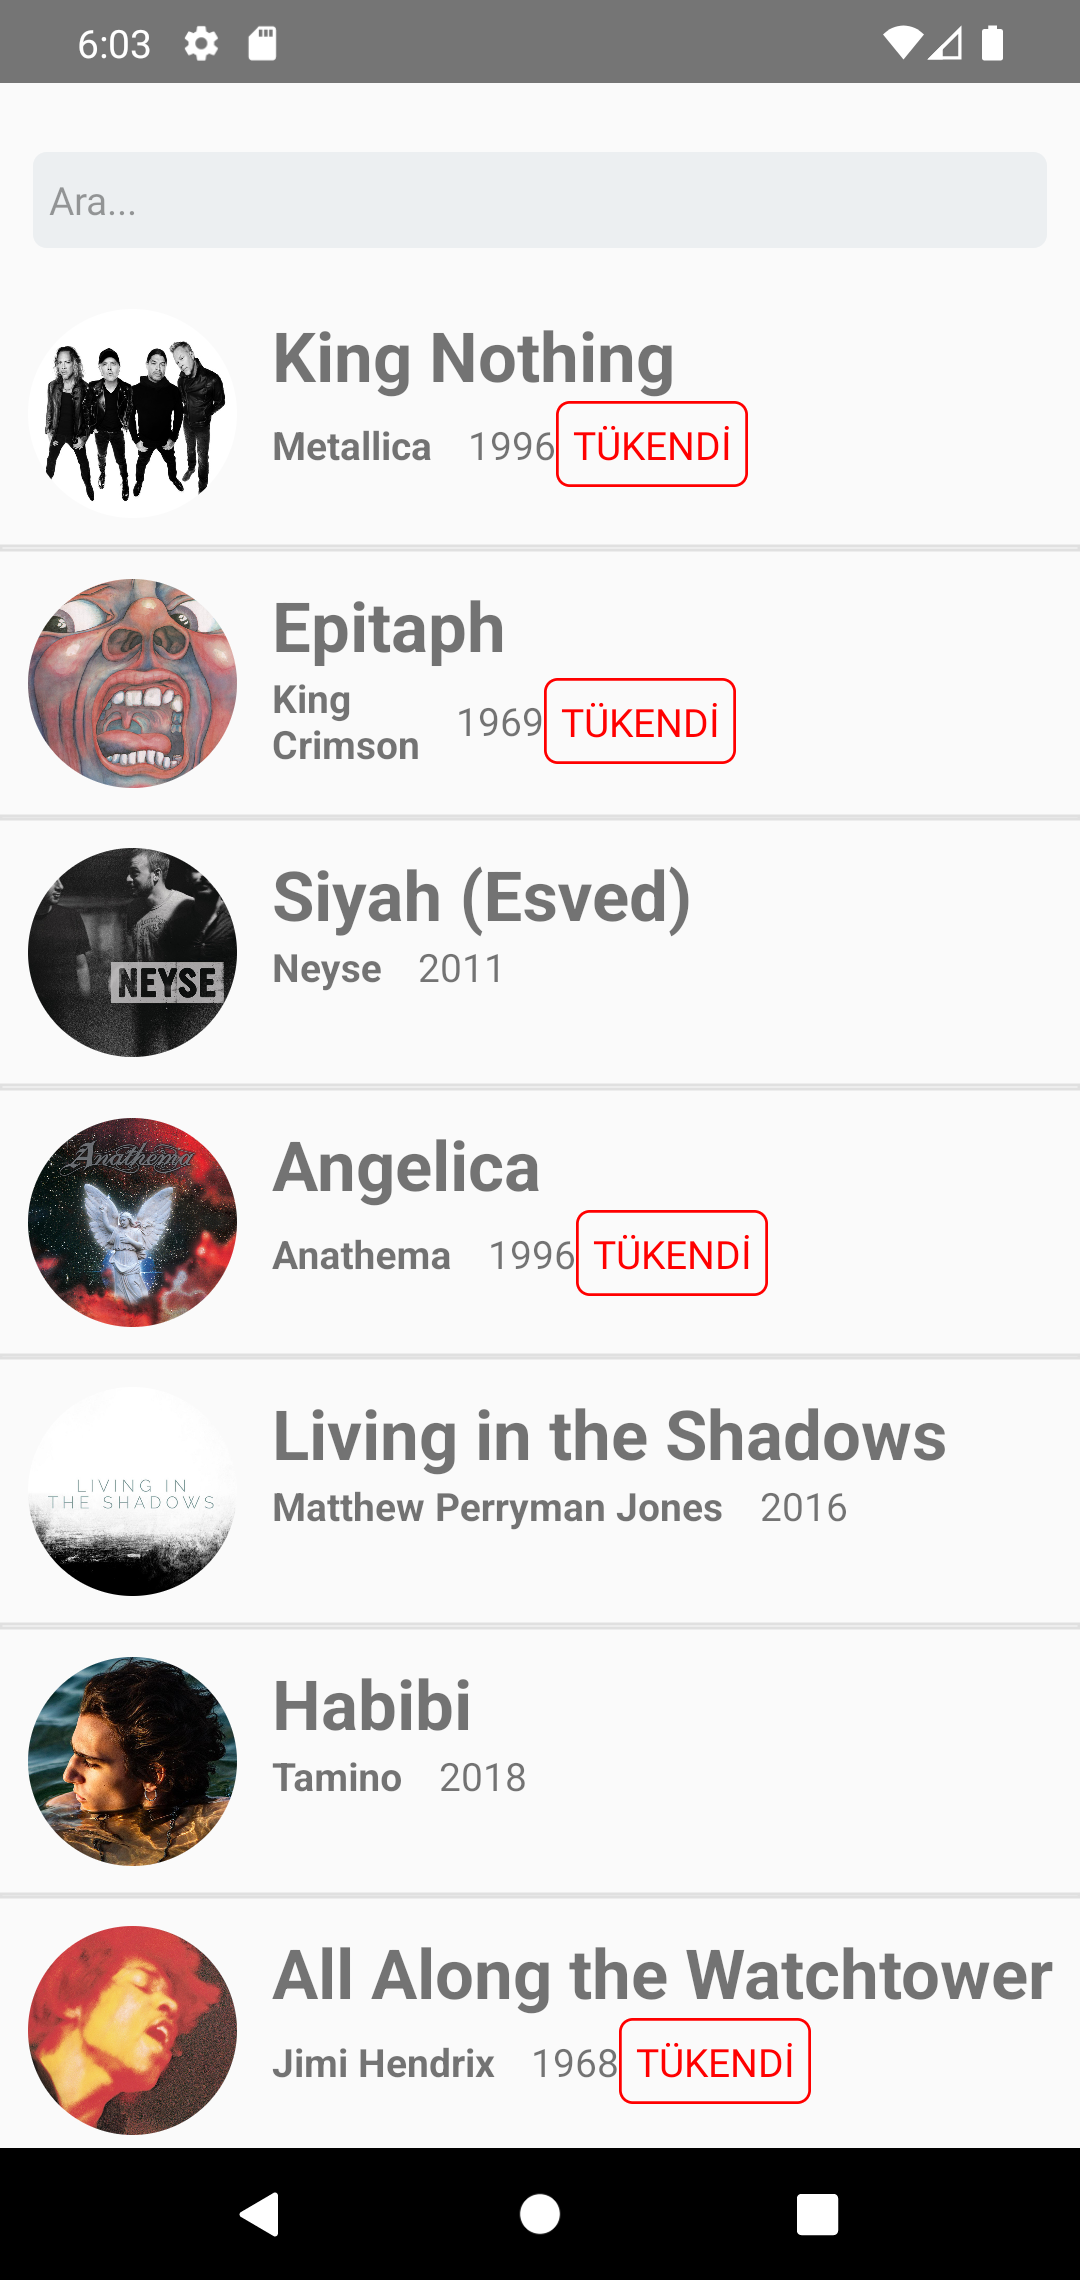 6:03
Ara...
King Nothing
Metallica 1996 TÜKENDİ
Epitaph
King
Crimson 1969 TÜKENDİ
Siyah (Esved)
Neyse 2011
NEYSE
Angelica
Anathema 1996 TÜKENDİ
Anathema
Living in the Shadows
Matthew Perryman Jones 2016
LIVING IN
THE SHADOWS
Habibi
Tamino 2018
All Along the Watchtower
Jimi Hendrix 1968 TÜKENDİ